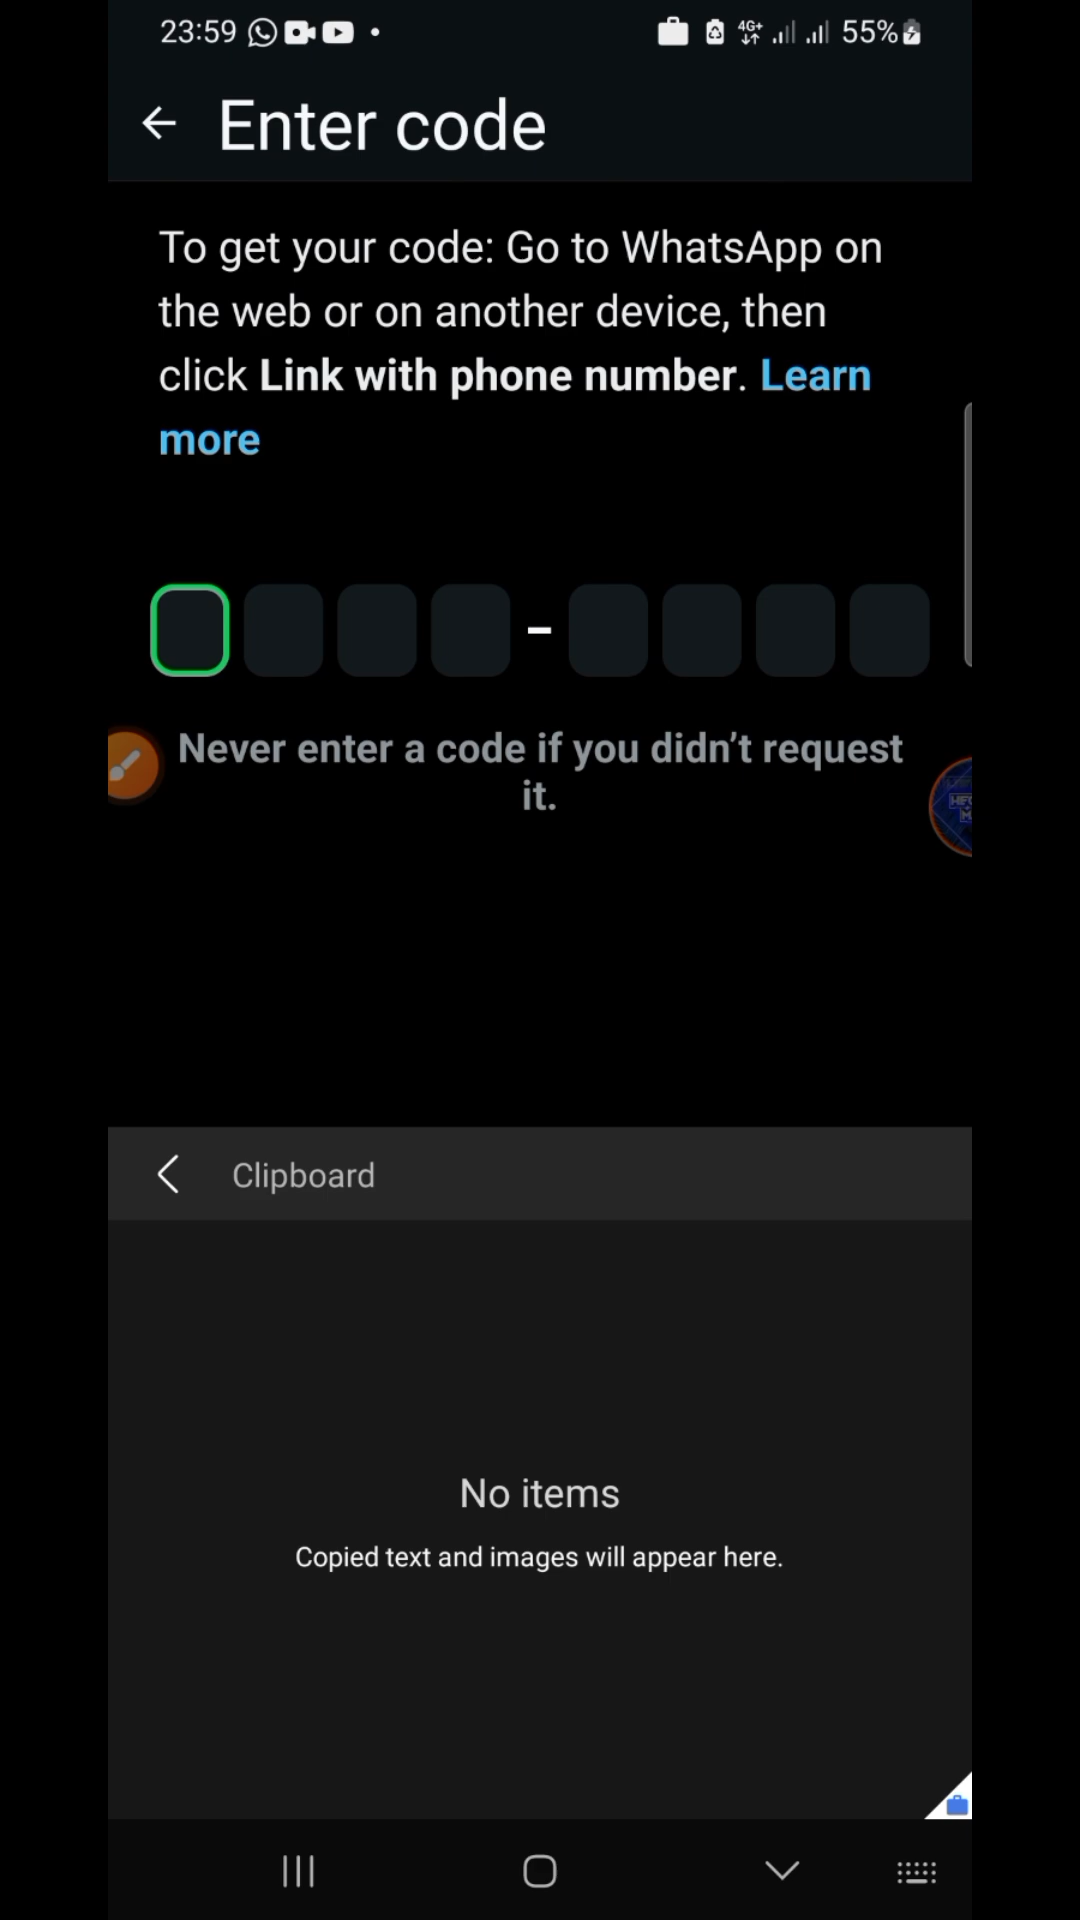 23:59
4G+
55%
Enter code
To get your code: Go to WhatsApp on
the web or on another device, then
click Link with phone number. Learn
more
–
Never enter a code if you didn’t request
it.
Clipboard
No items
Copied text and images will appear here.